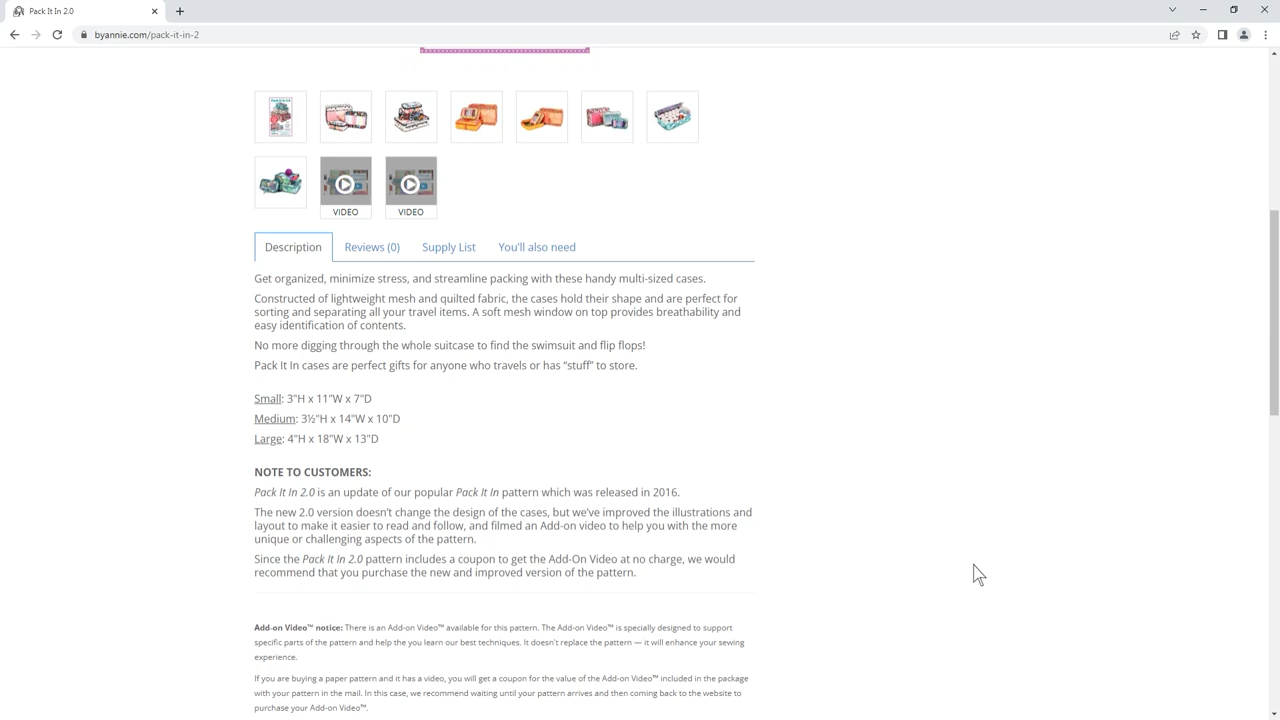 Pack It In 2.0
byannie.com/pack-it-in-2
VIDEO
VIDEO
Description
Reviews (0)
Supply List
You'll also need
Get organized, minimize stress, and streamline packing with these handy multi-sized cases.
Constructed of lightweight mesh and quilted fabric, the cases hold their shape and are perfect for
sorting and separating all your travel items. A soft mesh window on top provides breathability and
easy identification of contents.
No more digging through the whole suitcase to find the swimsuit and flip flops!
Pack It In cases are perfect gifts for anyone who travels or has “stuff” to store.
Small: 3"H x 11"W x 7"D
Medium: 3½"H x 14"W x 10"D
Large: 4"H x 18"W x 13"D
NOTE TO CUSTOMERS:
Pack It In 2.0 is an update of our popular Pack It In pattern which was released in 2016.
The new 2.0 version doesn’t change the design of the cases, but we’ve improved the illustrations and
layout to make it easier to read and follow, and filmed an Add-on video to help you with the more
unique or challenging aspects of the pattern.
Since the Pack It In 2.0 pattern includes a coupon to get the Add-On Video at no charge, we would
recommend that you purchase the new and improved version of the pattern.
Add-on Video™ notice: There is an Add-on Video™ available for this pattern. The Add-on Video™ is specially designed to support
specific parts of the pattern and help the you learn our best techniques. It doesn't replace the pattern — it will enhance your sewing
experience.
If you are buying a paper pattern and it has a video, you will get a coupon for the value of the Add-on Video™ included in the package
with your pattern in the mail. In this case, we recommend waiting until your pattern arrives and then coming back to the website to
purchase your Add-on Video™.